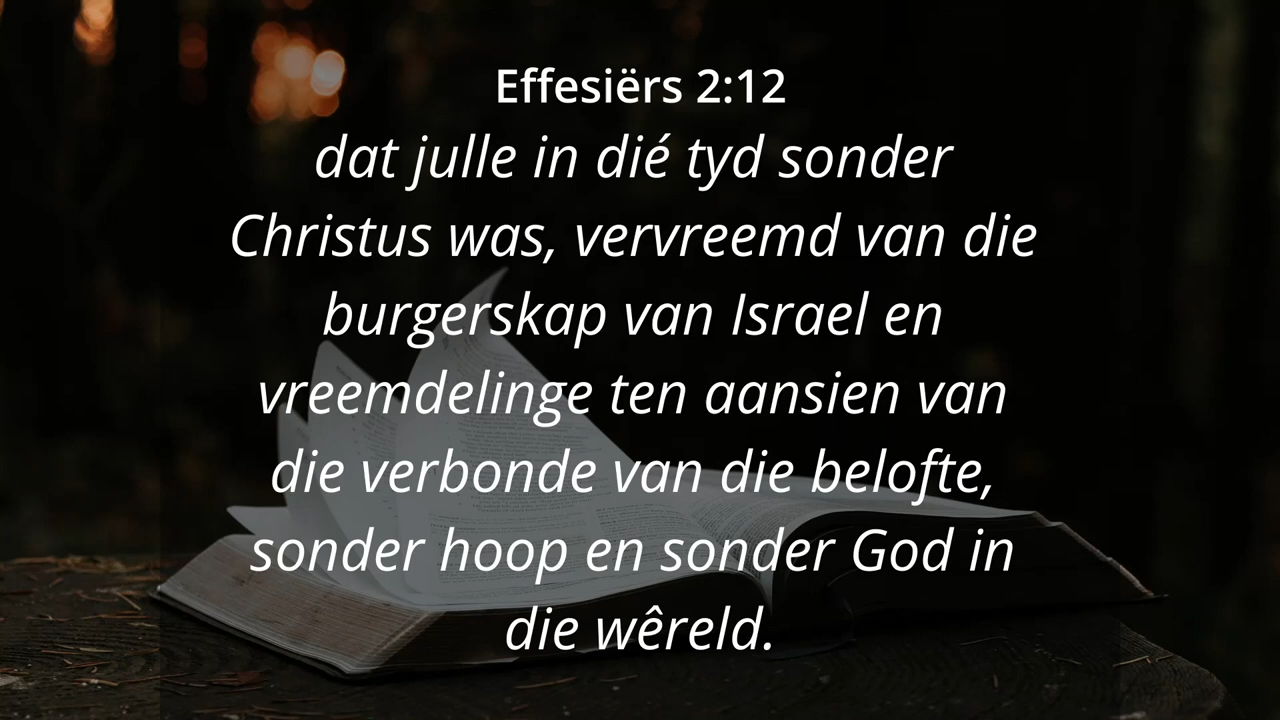 Effesiërs 2:12
dat julle in dié tyd sonder
Christus was, vervreemd van die
burgerskap van Israel en
vreemdelinge ten aansien van
die verbonde van die belofte,
sonder hoop en sonder God in
die wêreld.